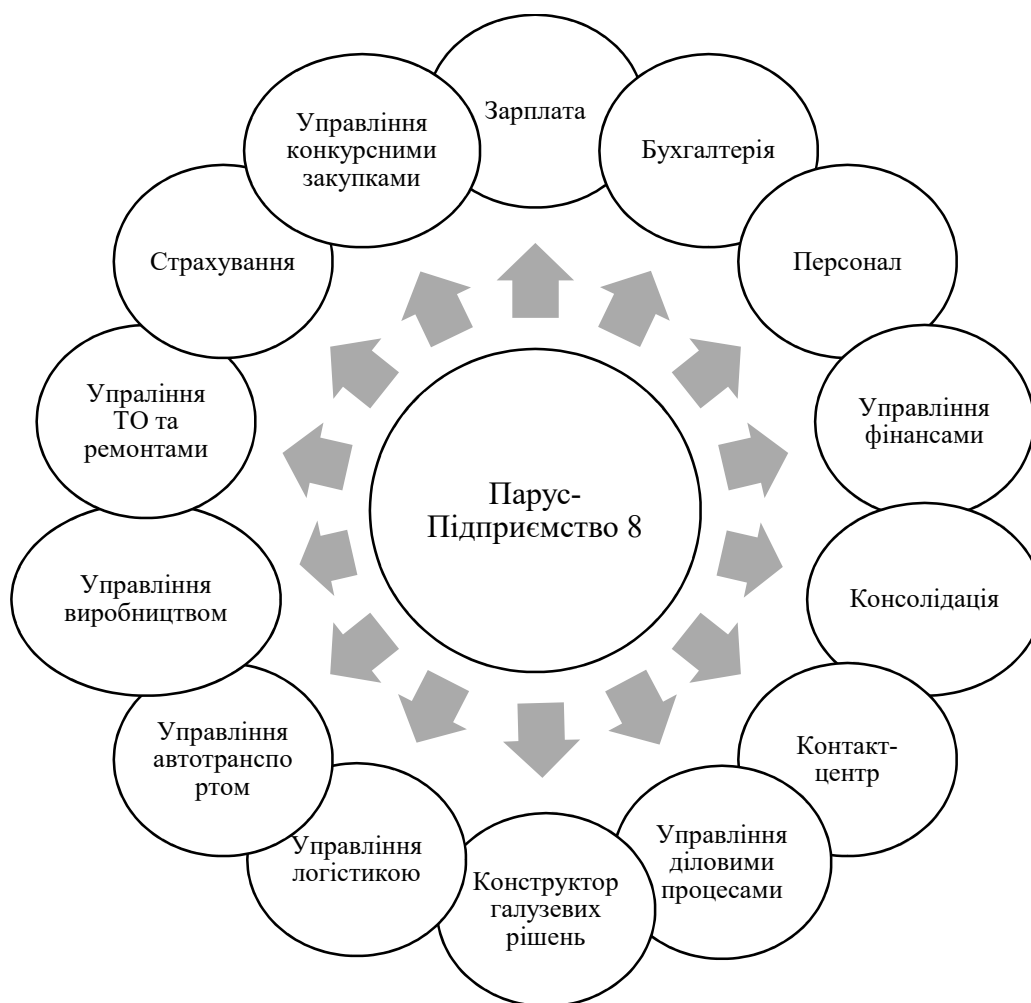 Зарплата
Бухгалтерія
Персонал
Управління
фінансами
Консолідація
Контакт-
центр
Управління
діловими
процесами
Конструктор
галузевих
рішень
Управління
логістикою
Управління
автотранспо
ртом
Управління
виробництвом
Упраління
ТО та
ремонтами
Страхування
Управління
конкурсними
закупками
Парус-
Підприємство 8